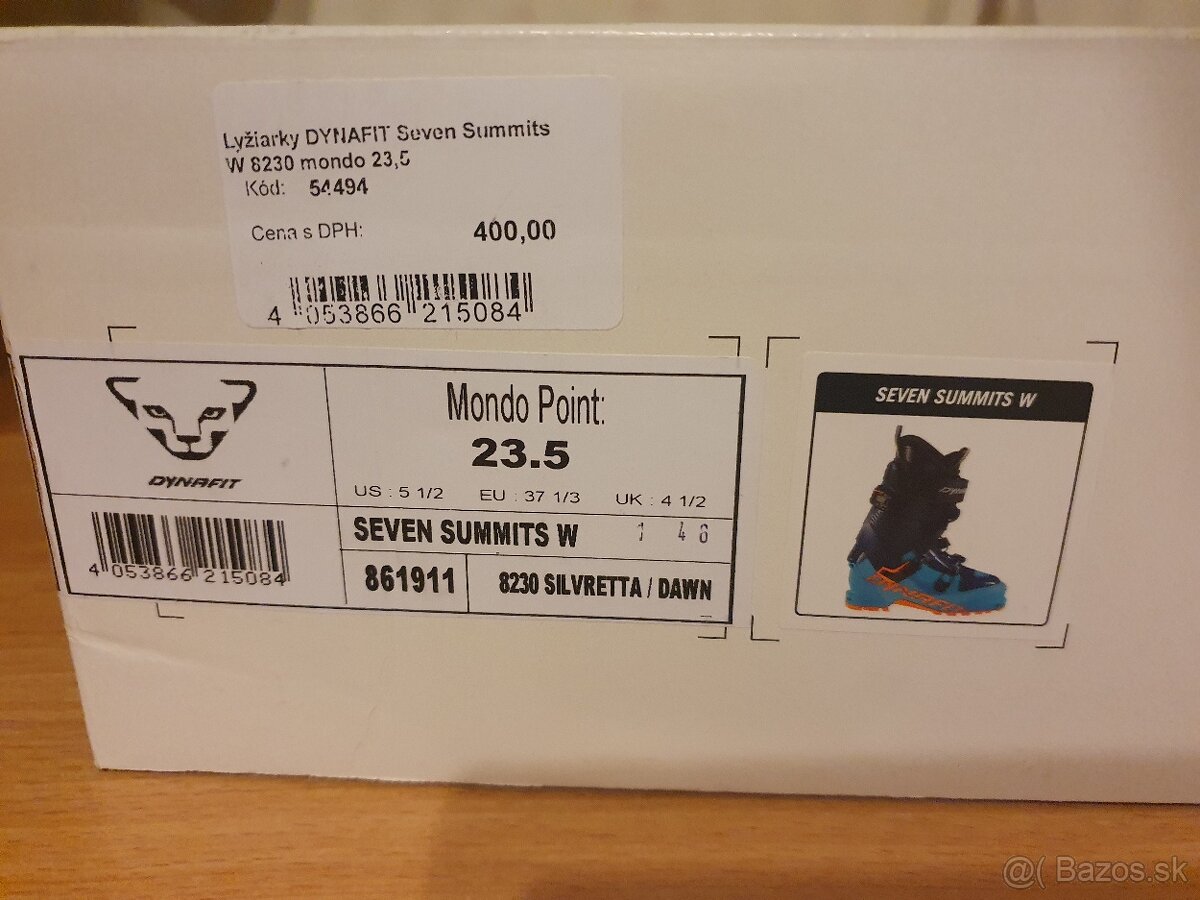 Lyžiarky DYNAFIT Seven Summits
W 8230 mondo 23,5
Kód: 54494
Cena s DPH: 400,00
4 053866 215084
DYNAFIT
4 053866 215084
Mondo Point:
23.5
US : 5 1/2 EU : 37 1/3 UK : 4 1/2
SEVEN SUMMITS W
861911 8230 SILVRETTA / DAWN
SEVEN SUMMITS W
@( Bazos.sk